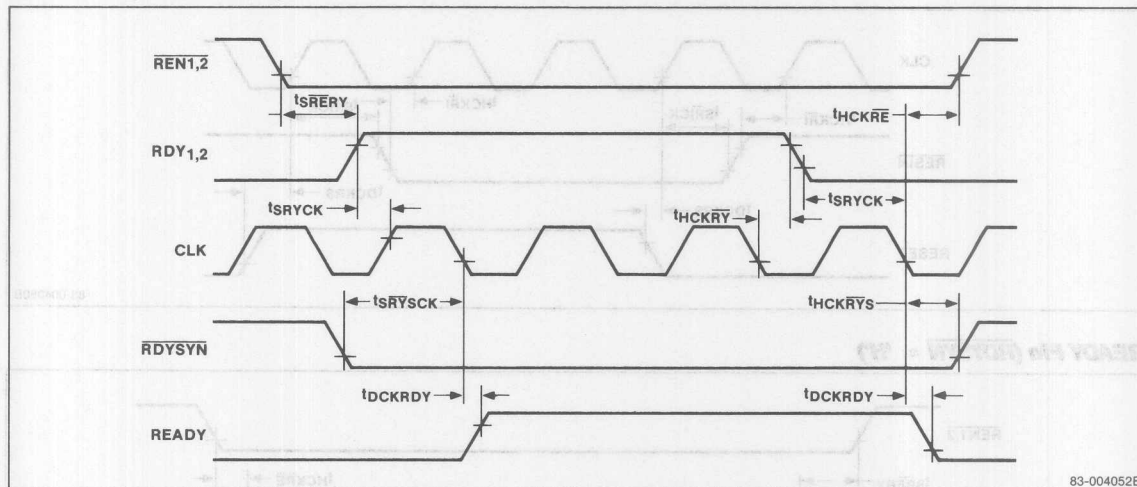 REN1,2
tSRERY
tHCKRE
RDY1,2
tSRYCK
tHCKRY
tSRYCK
CLK
tSRYSCK
tHCKRYS
RDYSYN
tDCKRDY
tDCKRDY
READY
83-004052B